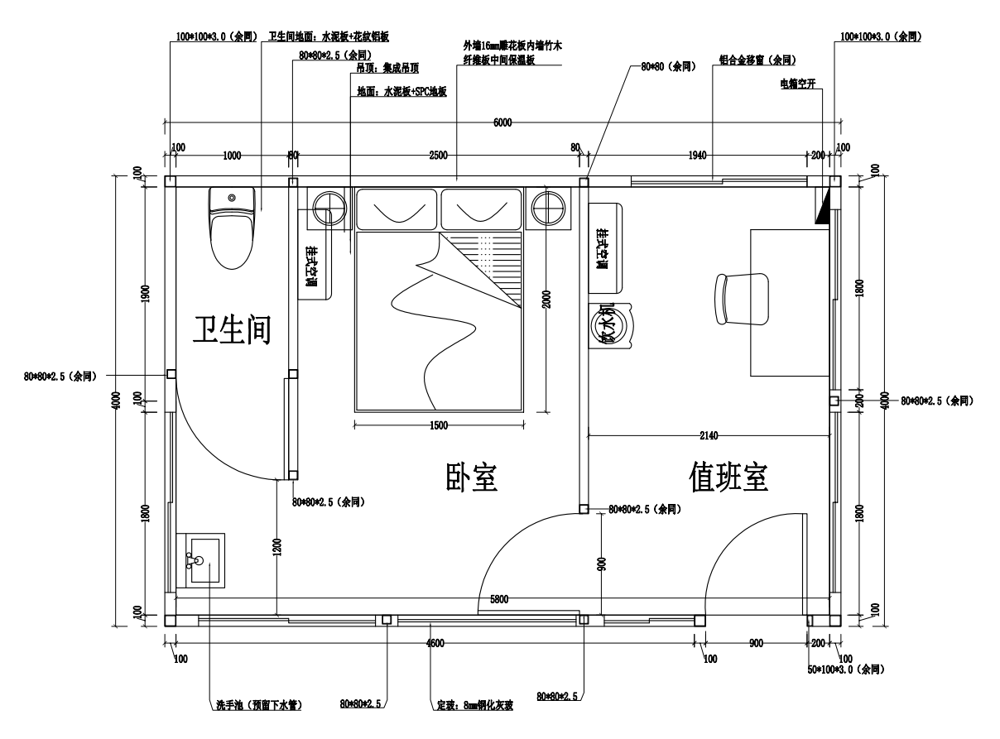 100*100*3.0（余同）
卫生间地面：水泥板+花纹铝板
80*80*2.5（余同）
吊顶：集成吊顶
地面：水泥板+SPC地板
外墙16mm雕花板内墙竹木
纤维板中间保温板
80*80（余同）
铝合金移窗（余同）
电箱空开
100*100*3.0（余同）
6000
100
1000
80
2500
80
1940
200
100
100
4000
1900
100
1800
100
挂式空调
卫生间
80*80*2.5（余同）
2000
1500
挂式空调
饮水机
100
1800
200
4000
80*80*2.5（余同）
1800
100
2140
卧室
值班室
80*80*2.5（余同）
80*80*2.5（余同）
1200
900
5800
100
4600
100
900
200
100
50*100*3.0（余同）
洗手池（预留下水管）
80*80*2.5
定玻：8mm钢化灰玻
80*80*2.5